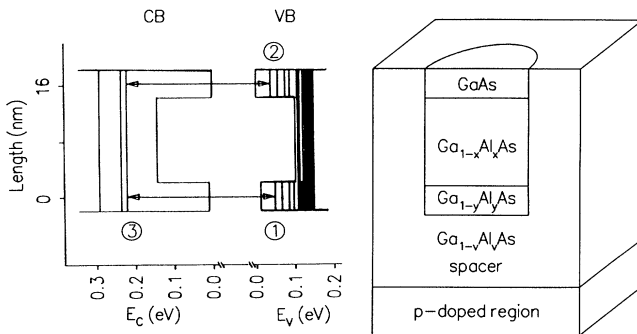 CB VB
②
16
0
Length (nm)
③ ①
0.3 0.2 0.1 0.0 0.0 0.1 0.2
E_c (eV) E_v (eV)
GaAs
Ga₁₋ₓAlₓAs
Ga₁₋yAlyAs
Ga₁₋ᵥAlᵥAs
spacer
p-doped region